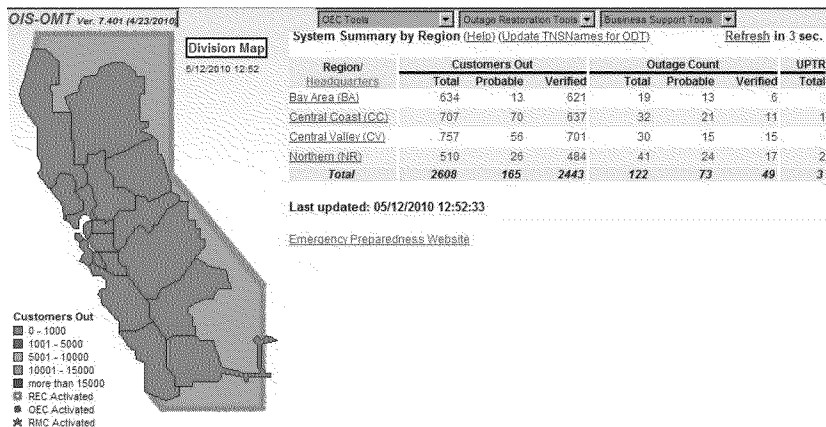 OIS-OMT Ver. 7.401 (4/23/2010)
OEC Tools Outage Restoration Tools Business Support Tools
Division Map
5/12/2010 12:52
System Summary by Region (Help) (Update TNSNames for ODT) Refresh in 3 sec.
Region/ Customers Out Outage Count UPTR
Headquarters Total Probable Verified Total Probable Verified Total
Bay Area (BA) 634 13 621 19 13 6
Central Coast (CC) 707 70 637 32 21 11 1
Central Valley (CV) 757 56 701 30 15 15
Northern (NR) 510 26 484 41 24 17 2
Total 2608 165 2443 122 73 49 3
Last updated: 05/12/2010 12:52:33
Emergency Preparedness Website
Customers Out
0 - 1000
1001 - 5000
5001 - 10000
10001 - 15000
more than 15000
REC Activated
OEC Activated
RMC Activated